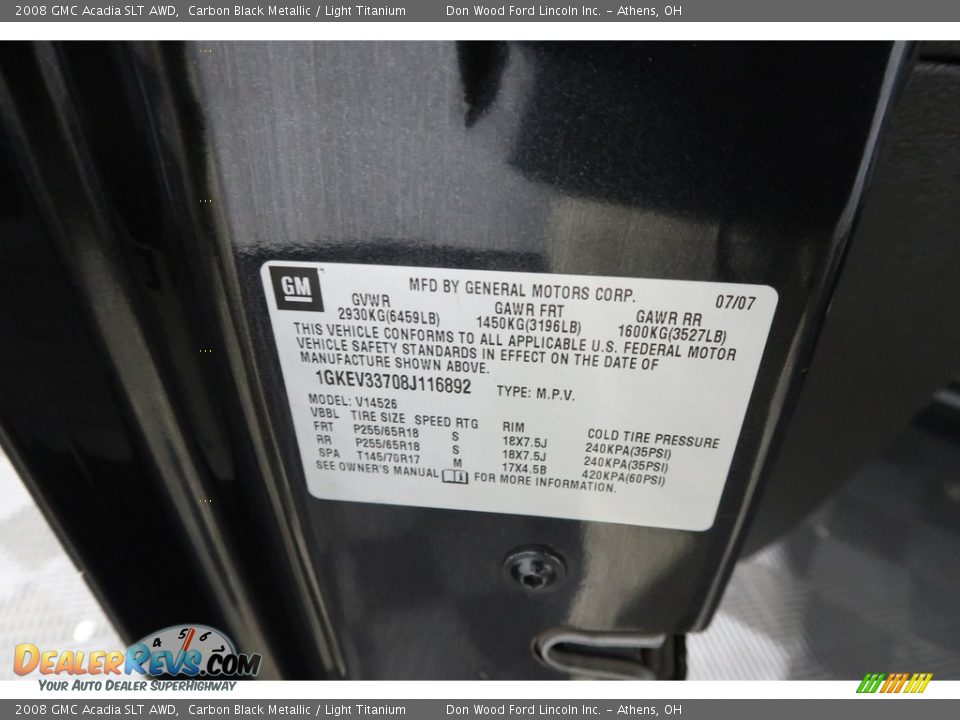 2008 GMC Acadia SLT AWD,  Carbon Black Metallic / Light Titanium        Don Wood Ford Lincoln Inc. - Athens, OH
GM
MFD BY GENERAL MOTORS CORP. 07/07
GVWR GAWR FRT GAWR RR
2930KG(6459LB) 1450KG(3196LB) 1600KG(3527LB)
THIS VEHICLE CONFORMS TO ALL APPLICABLE U.S. FEDERAL MOTOR
VEHICLE SAFETY STANDARDS IN EFFECT ON THE DATE OF
MANUFACTURE SHOWN ABOVE.
1GKEV33708J116892 TYPE: M.P.V.
MODEL: V14526
VBBL TIRE SIZE SPEED RTG RIM COLD TIRE PRESSURE
FRT P255/65R18 S 18X7.5J 240KPA(35PSI)
RR P255/65R18 S 18X7.5J 240KPA(35PSI)
SPA T145/70R17 M 17X4.5B 420KPA(60PSI)
SEE OWNER'S MANUAL i FOR MORE INFORMATION.
4 5 6
DEALERREVS.COM
YOUR AUTO DEALER SUPERHIGHWAY
2008 GMC Acadia SLT AWD,  Carbon Black Metallic / Light Titanium        Don Wood Ford Lincoln Inc. - Athens, OH